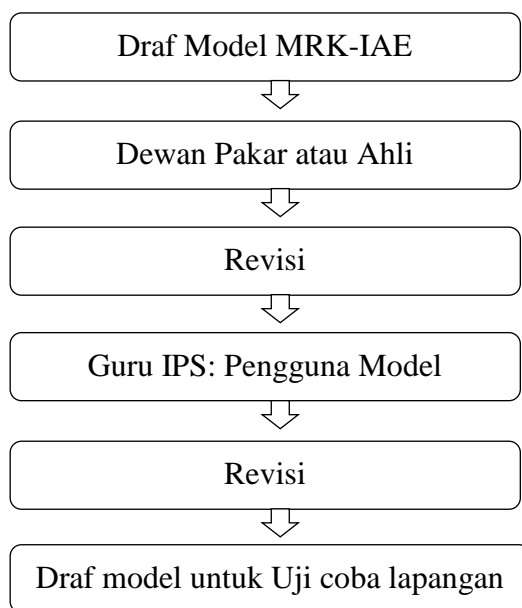 Draf Model MRK-IAE
Dewan Pakar atau Ahli
Revisi
Guru IPS: Pengguna Model
Revisi
Draf model untuk Uji coba lapangan